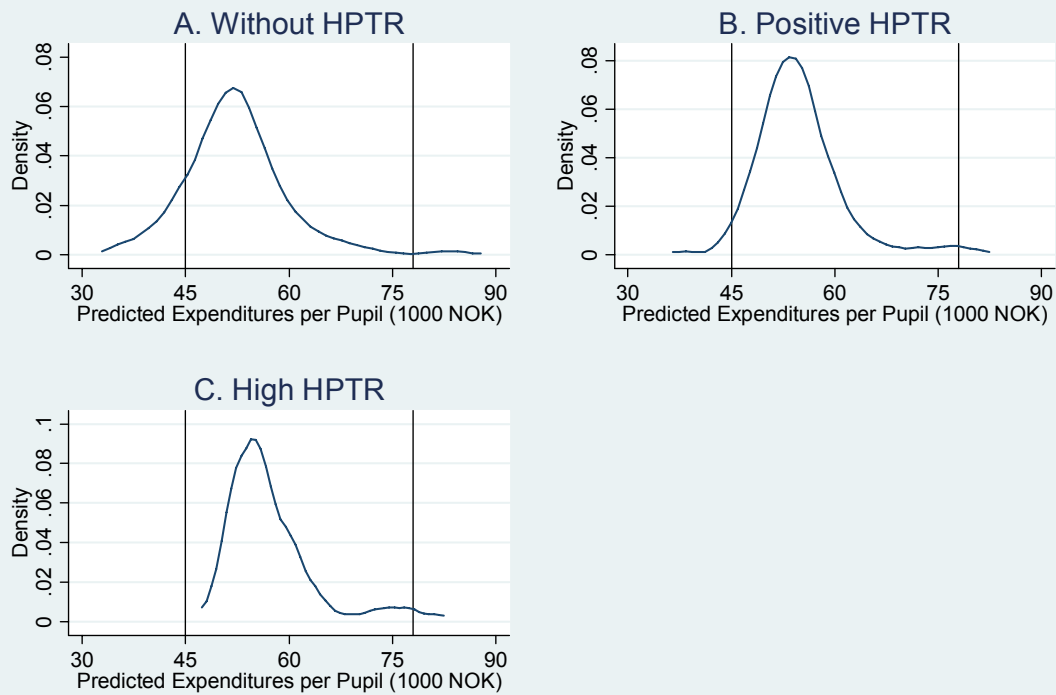 A. Without HPTR
Density
0 .02 .04 .06 .08
30 45 60 75 90
Predicted Expenditures per Pupil (1000 NOK)
B. Positive HPTR
Density
0 .02 .04 .06 .08
30 45 60 75 90
Predicted Expenditures per Pupil (1000 NOK)
C. High HPTR
Density
0 .02 .04 .06 .08 .1
30 45 60 75 90
Predicted Expenditures per Pupil (1000 NOK)